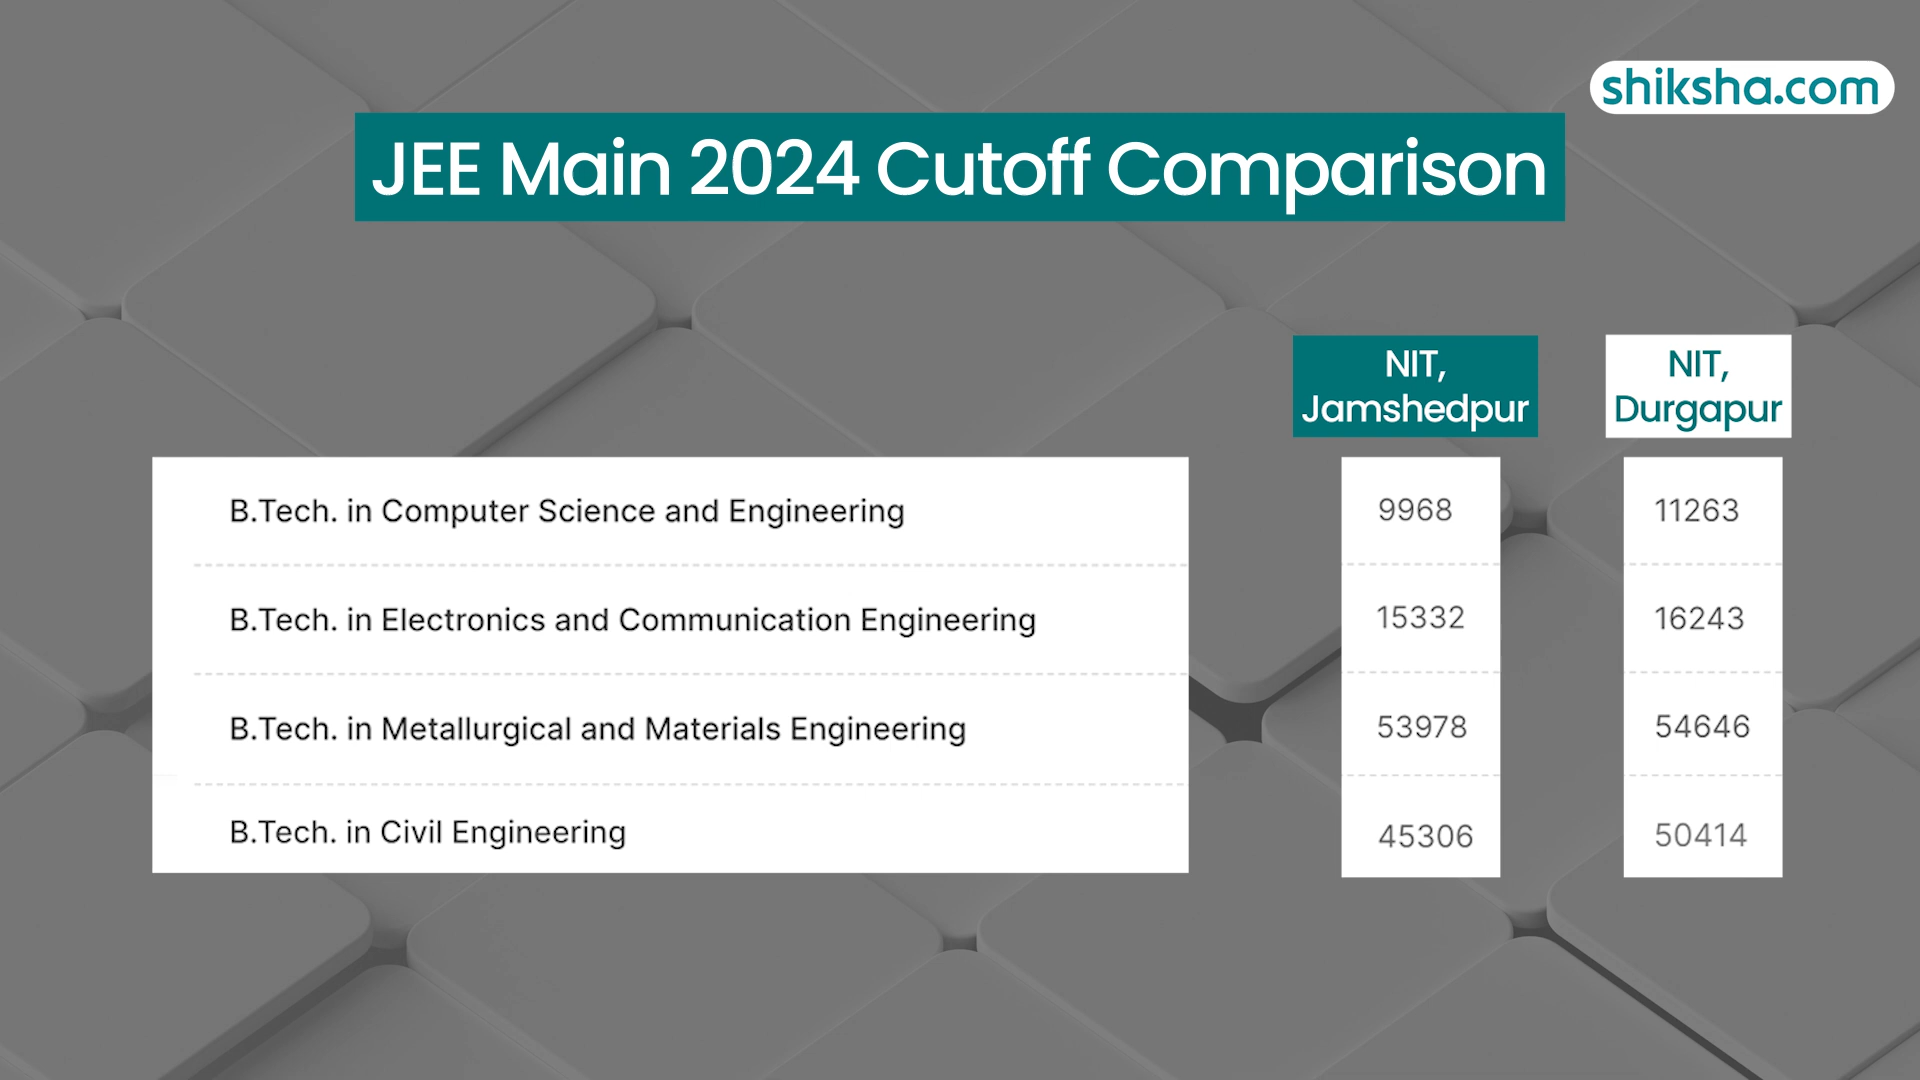 shiksha.com
JEE Main 2024 Cutoff Comparison
NIT,
Jamshedpur
NIT,
Durgapur
B.Tech. in Computer Science and Engineering 9968 11263
B.Tech. in Electronics and Communication Engineering 15332 16243
B.Tech. in Metallurgical and Materials Engineering 53978 54646
B.Tech. in Civil Engineering 45306 50414